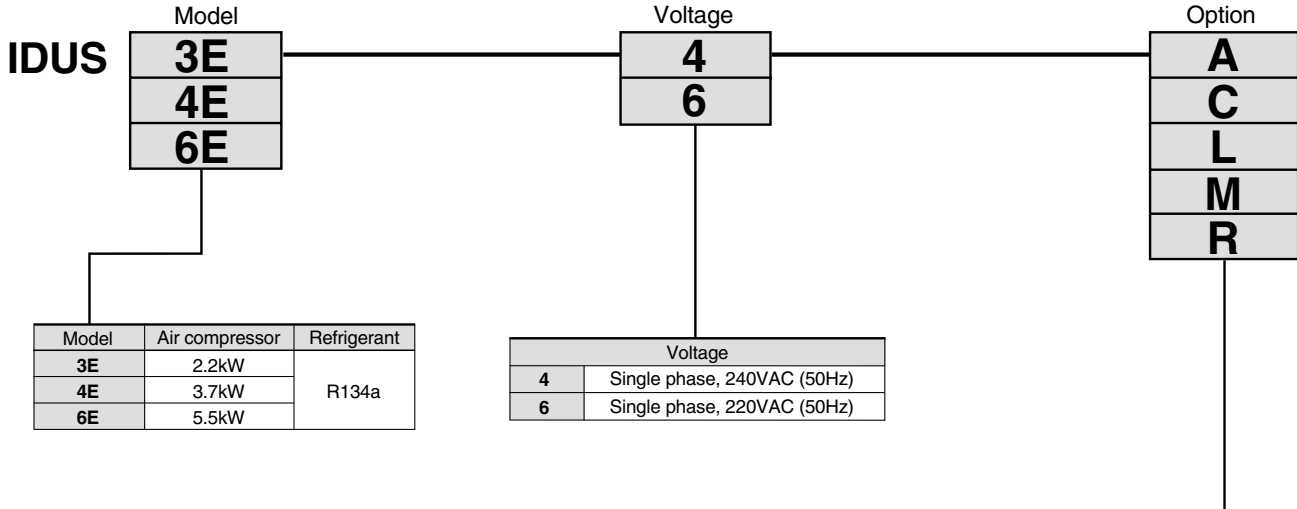 Model Voltage Option
IDUS 3E 4 A
4E 6 C
6E L
M
R
Model Air compressor Refrigerant
3E 2.2kW R134a
4E 3.7kW
6E 5.5kW
Voltage
4 Single phase, 240VAC (50Hz)
6 Single phase, 220VAC (50Hz)